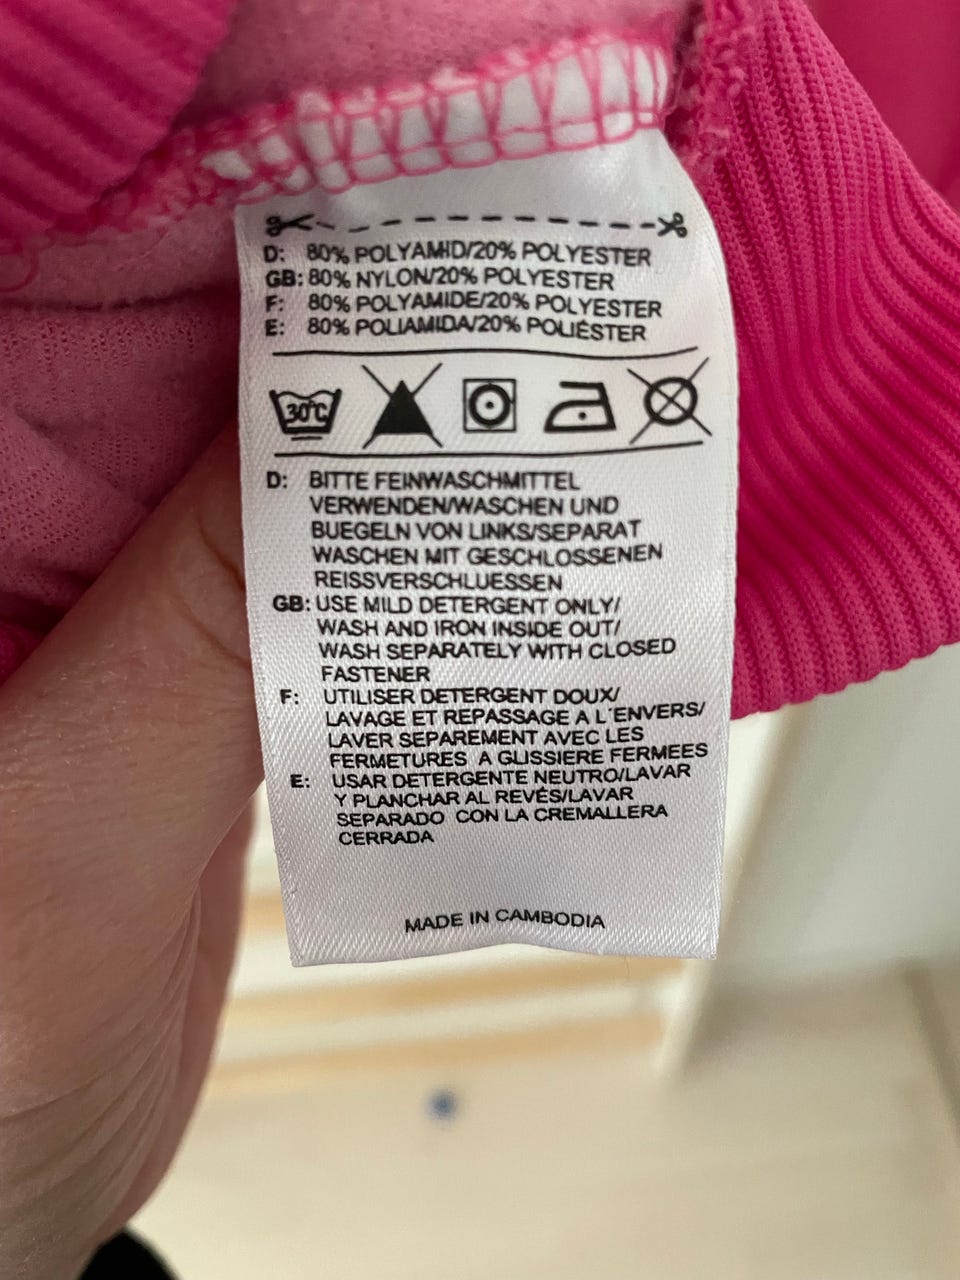 D: 80% POLYAMID/20% POLYESTER
GB: 80% NYLON/20% POLYESTER
F: 80% POLYAMIDE/20% POLYESTER
E: 80% POLIAMIDA/20% POLIÉSTER
30°C
D: BITTE FEINWASCHMITTEL
VERWENDEN/WASCHEN UND
BUEGELN VON LINKS/SEPARAT
WASCHEN MIT GESCHLOSSENEN
REISSVERSCHLUESSEN
GB: USE MILD DETERGENT ONLY/
WASH AND IRON INSIDE OUT/
WASH SEPARATELY WITH CLOSED
FASTENER
F: UTILISER DETERGENT DOUX/
LAVAGE ET REPASSAGE A L´ENVERS/
LAVER SEPAREMENT AVEC LES
FERMETURES A GLISSIERE FERMEES
E: USAR DETERGENTE NEUTRO/LAVAR
Y PLANCHAR AL REVÉS/LAVAR
SEPARADO CON LA CREMALLERA
CERRADA
MADE IN CAMBODIA